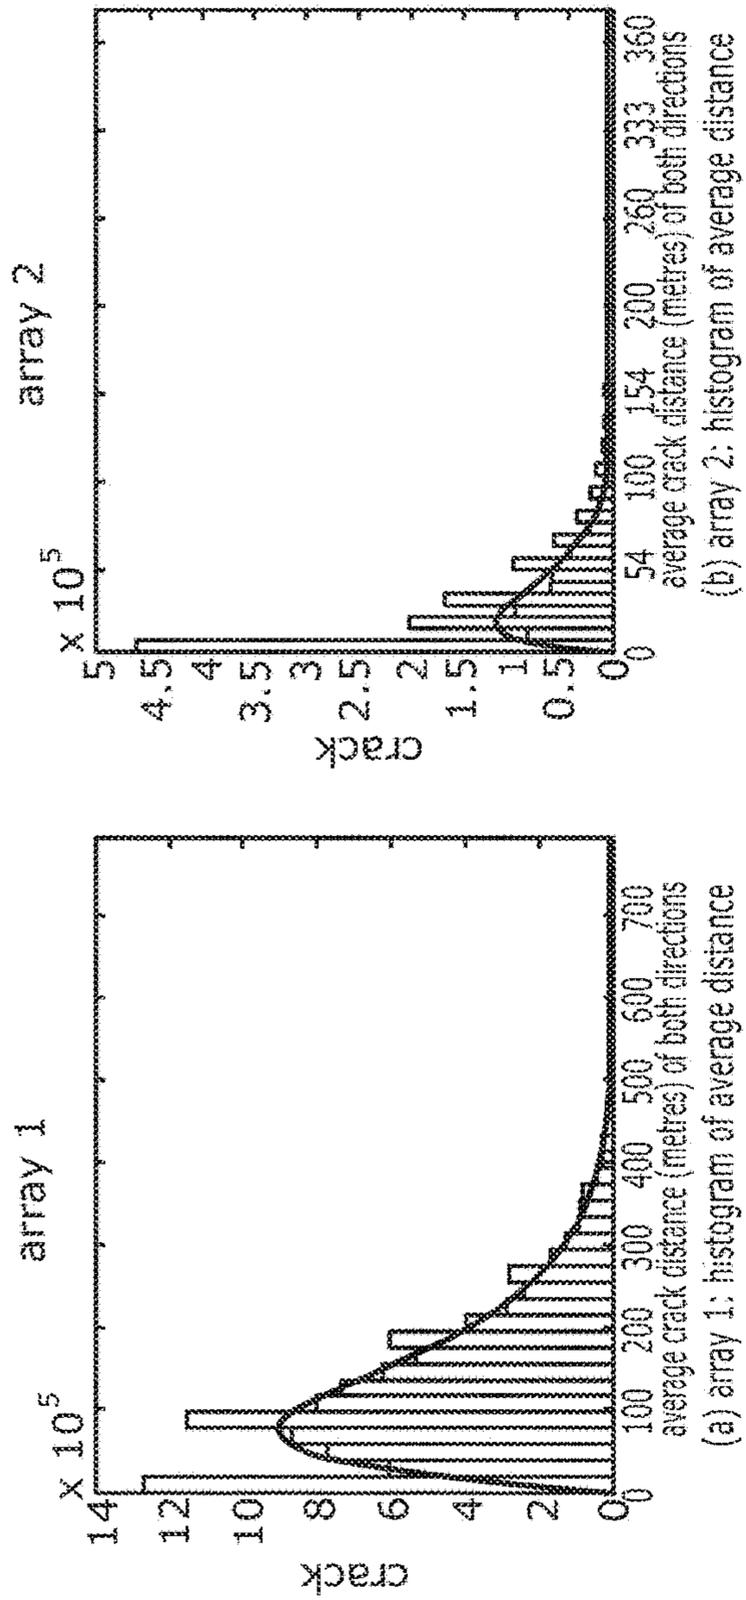 array 1
x 10^5
14
12
10
8
6
4
2
0
crack
0 100 200 300 400 500 600 700
average crack distance (metres) of both directions
(a) array 1: histogram of average distance
array 2
x 10^5
5
4.5
4
3.5
3
2.5
2
1.5
1
0.5
0
crack
0 54 100 154 200 260 333 360
average crack distance (metres) of both directions
(b) array 2: histogram of average distance